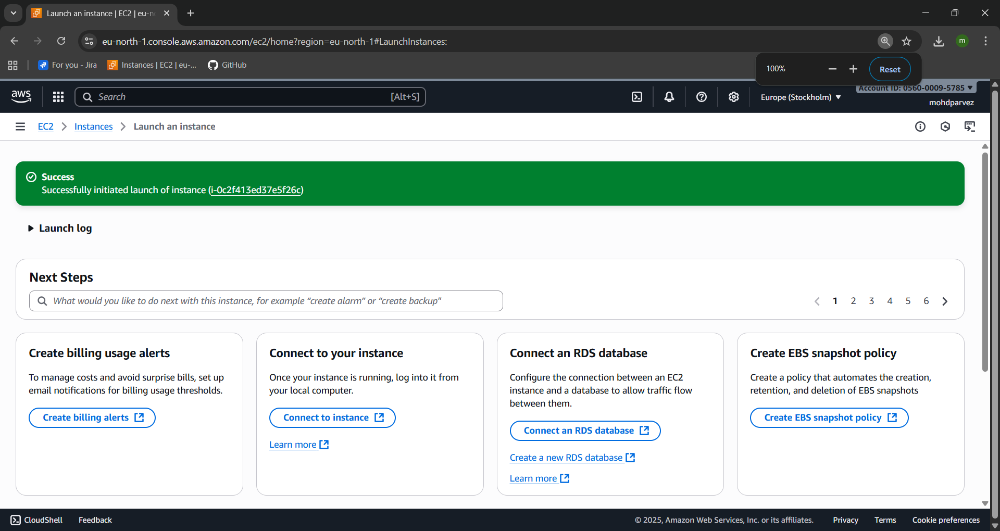 Launch an instance | EC2 | eu-n
eu-north-1.console.aws.amazon.com/ec2/home?region=eu-north-1#LaunchInstances:
m
For you - Jira
Instances | EC2 | eu-...
GitHub
100%
Reset
aws
Search
[Alt+S]
Europe (Stockholm)
Account ID: 0560-0009-5785
mohdparvez
EC2
Instances
Launch an instance
Success
Successfully initiated launch of instance (i-0c2f413ed37e5f26c)
Launch log
Next Steps
What would you like to do next with this instance, for example “create alarm” or “create backup"
1 2 3 4 5 6
Create billing usage alerts
To manage costs and avoid surprise bills, set up
email notifications for billing usage thresholds.
Create billing alerts
Connect to your instance
Once your instance is running, log into it from
your local computer.
Connect to instance
Learn more
Connect an RDS database
Configure the connection between an EC2
instance and a database to allow traffic flow
between them.
Connect an RDS database
Create a new RDS database
Learn more
Create EBS snapshot policy
Create a policy that automates the creation,
retention, and deletion of EBS snapshots
Create EBS snapshot policy
CloudShell
Feedback
© 2025, Amazon Web Services, Inc. or its affiliates.
Privacy
Terms
Cookie preferences